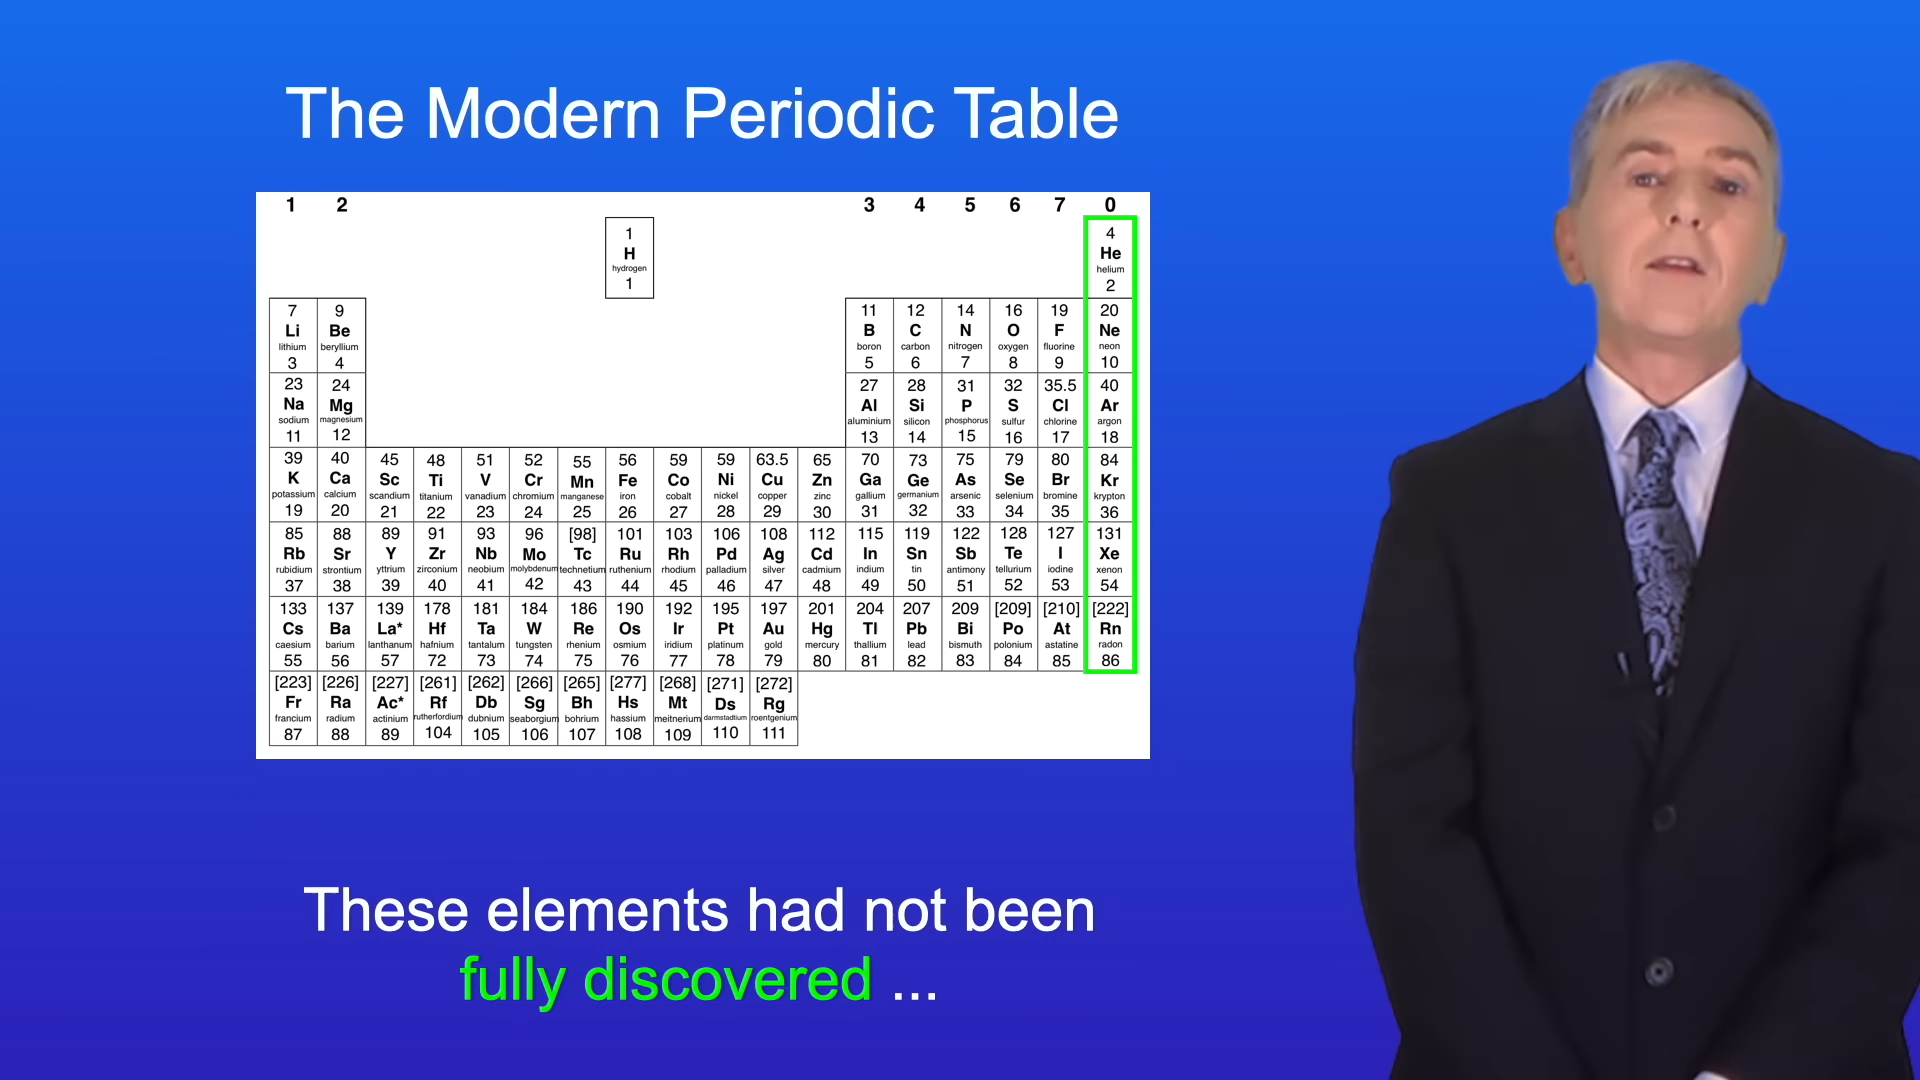 The Modern Periodic Table
1 2 3 4 5 6 7 0
1 4
H He
hydrogen helium
1 2
7 9 11 12 14 16 19 20
Li Be B C N O F Ne
lithium beryllium boron carbon nitrogen oxygen fluorine neon
3 4 5 6 7 8 9 10
23 24 27 28 31 32 35.5 40
Na Mg Al Si P S Cl Ar
sodium magnesium aluminium silicon phosphorus sulfur chlorine argon
11 12 13 14 15 16 17 18
39 40 45 48 51 52 55 56 59 59 63.5 65 70 73 75 79 80 84
K Ca Sc Ti V Cr Mn Fe Co Ni Cu Zn Ga Ge As Se Br Kr
potassium calcium scandium titanium vanadium chromium manganese iron cobalt nickel copper zinc gallium germanium arsenic selenium bromine krypton
19 20 21 22 23 24 25 26 27 28 29 30 31 32 33 34 35 36
85 88 89 91 93 96 [98] 101 103 106 108 112 115 119 122 128 127 131
Rb Sr Y Zr Nb Mo Tc Ru Rh Pd Ag Cd In Sn Sb Te I Xe
rubidium strontium yttrium zirconium neobium molybdenum technetium ruthenium rhodium palladium silver cadmium indium tin antimony tellurium iodine xenon
37 38 39 40 41 42 43 44 45 46 47 48 49 50 51 52 53 54
133 137 139 178 181 184 186 190 192 195 197 201 204 207 209 [209] [210] [222]
Cs Ba La* Hf Ta W Re Os Ir Pt Au Hg Tl Pb Bi Po At Rn
caesium barium lanthanum hafnium tantalum tungsten rhenium osmium iridium platinum gold mercury thallium lead bismuth polonium astatine radon
55 56 57 72 73 74 75 76 77 78 79 80 81 82 83 84 85 86
[223] [226] [227] [261] [262] [266] [265] [277] [268] [271] [272]
Fr Ra Ac* Rf Db Sg Bh Hs Mt Ds Rg
francium radium actinium rutherfordium dubnium seaborgium bohrium hassium meitnerium darmstadtium roentgenium
87 88 89 104 105 106 107 108 109 110 111
These elements had not been
fully discovered ...